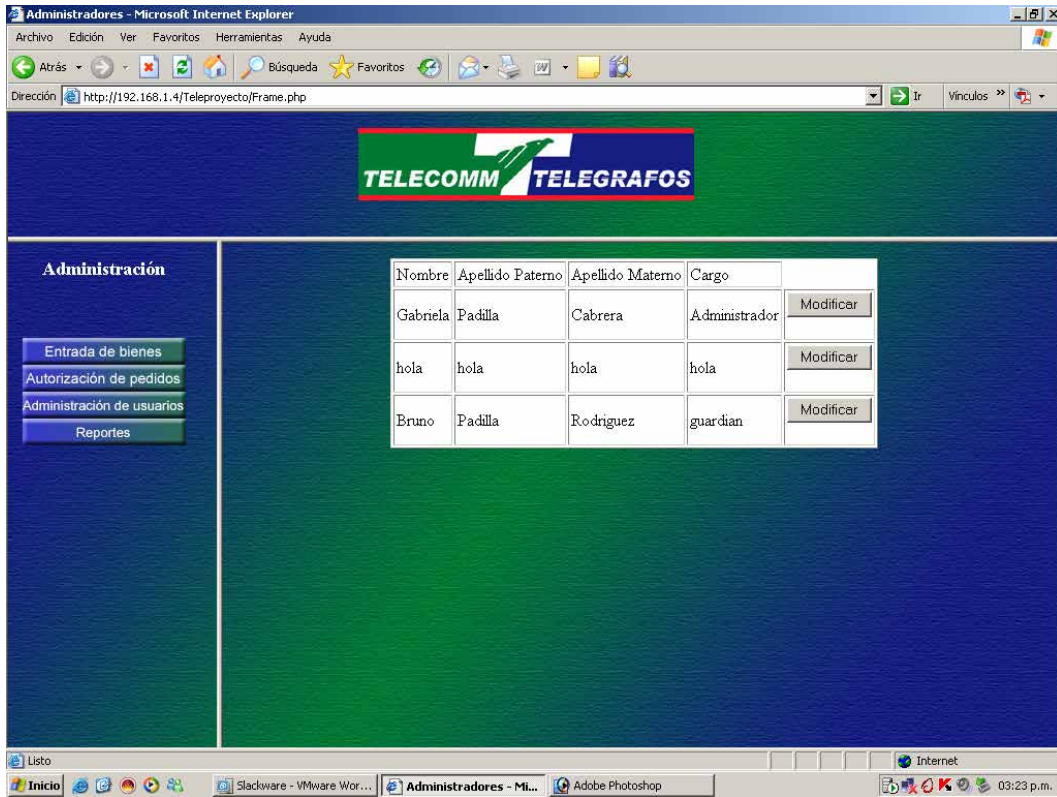 Administradores - Microsoft Internet Explorer
Archivo Edición Ver Favoritos Herramientas Ayuda
Atrás Búsqueda Favoritos
Dirección http://192.168.1.4/Teleproyecto/Frame.php Ir Vínculos »
TELECOMM TELEGRAFOS
Administración
Entrada de bienes
Autorización de pedidos
Administración de usuarios
Reportes
Nombre Apellido Paterno Apellido Materno Cargo
Gabriela Padilla Cabrera Administrador Modificar
hola hola hola hola Modificar
Bruno Padilla Rodriguez guardian Modificar
Listo Internet
Inicio Slackware - VMware Wor... Administradores - Mi... Adobe Photoshop 03:23 p.m.